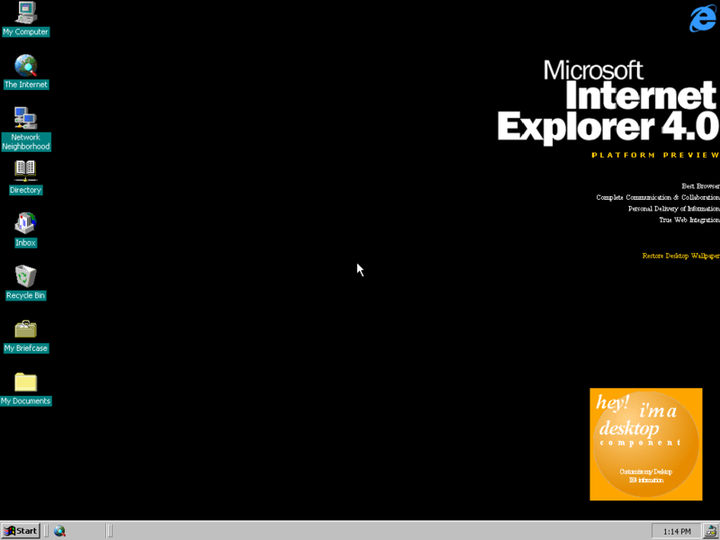 My Computer
The Internet
Network
Neighborhood
Directory
Inbox
Recycle Bin
My Briefcase
My Documents
Microsoft
Internet
Explorer 4.0
PLATFORM PREVIEW
Best Browser
Complete Communication & Collaboration
Personal Delivery of Information
True Web Integration
Restore Desktop Wallpaper
hey! i'm a
desktop
component
Customize my Desktop
IE4 information
Start
1:14 PM